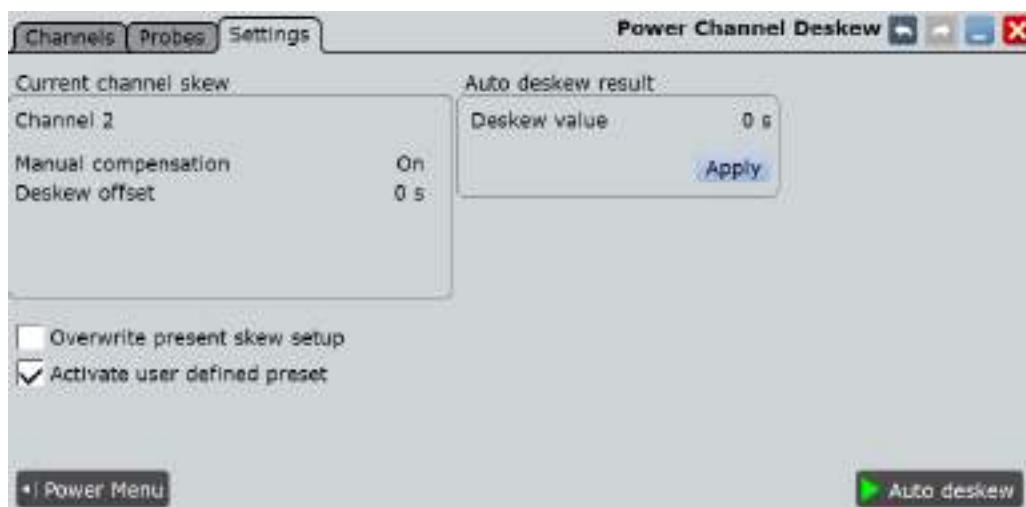 Channels Probes Settings Power Channel Deskew
Current channel skew
Channel 2
Manual compensation On
Deskew offset 0 s
Auto deskew result
Deskew value 0 s
Apply
Overwrite present skew setup
Activate user defined preset
Power Menu
Auto deskew